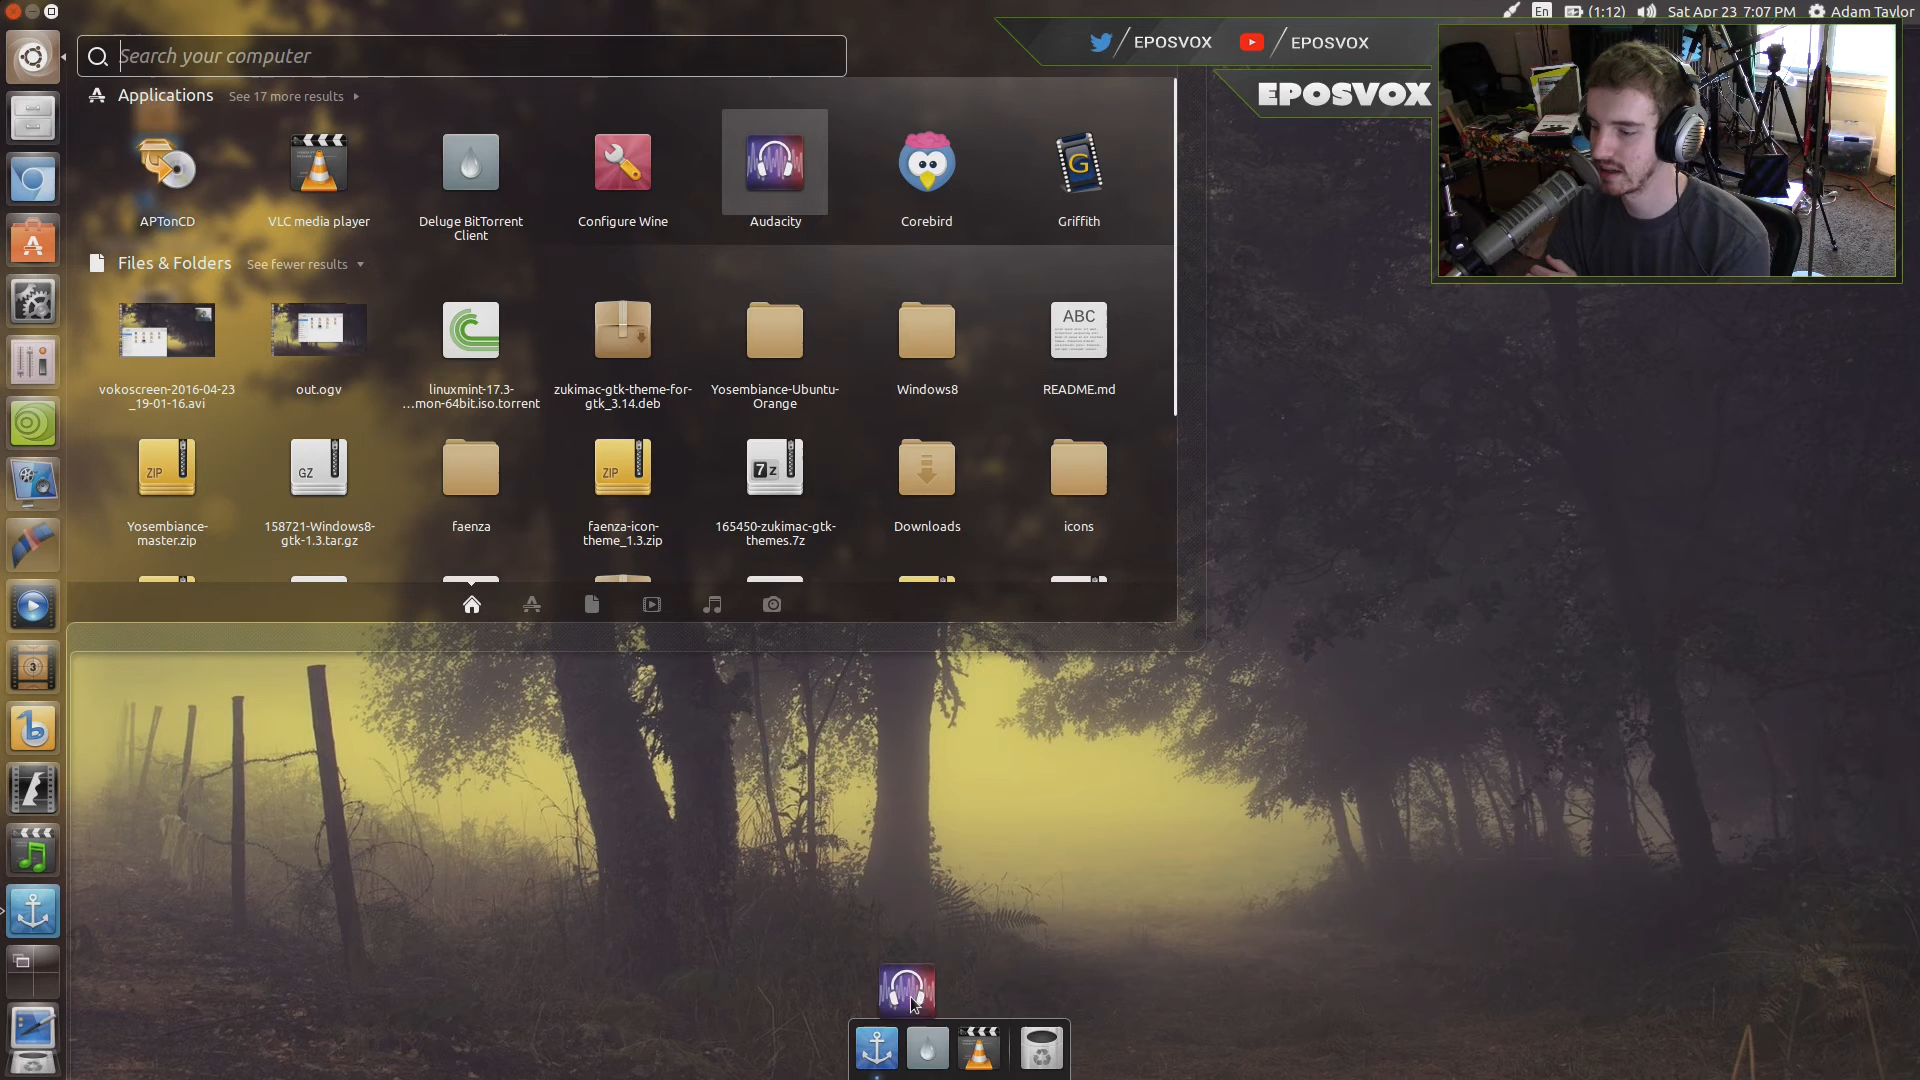 En (1:12) Sat Apr 23 7:07 PM Adam Taylor
Search your computer
EPOSVOX EPOSVOX
EPOSVOX
Applications See 17 more results
APTonCD
VLC media player
Deluge BitTorrent
Client
Configure Wine
Audacity
Corebird
G
Griffith
Files & Folders See fewer results
vokoscreen-2016-04-23
_19-01-16.avi
out.ogv
linuxmint-17.3-
…mon-64bit.iso.torrent
zukimac-gtk-theme-for-
gtk_3.14.deb
Yosembiance-Ubuntu-
Orange
Windows8
ABC
README.md
ZIP
Yosembiance-
master.zip
GZ
158721-Windows8-
gtk-1.3.tar.gz
faenza
ZIP
faenza-icon-
theme_1.3.zip
7z
165450-zukimac-gtk-
themes.7z
Downloads
icons
3
b